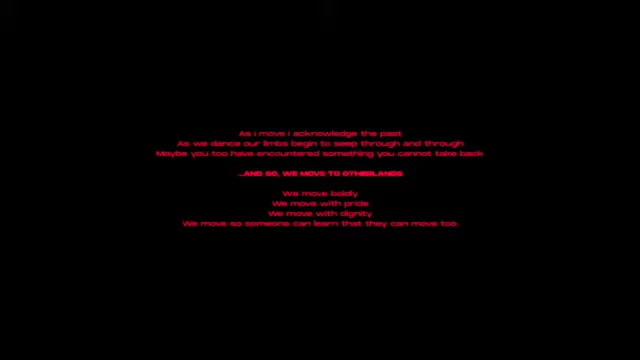 As i move i acknowledge the past
As we dance our limbs begin to seep through and through
Maybe you too have encountered something you cannot take back
...AND SO, WE MOVE TO OTHERLANDS
We move boldly
We move with pride
We move with dignity
We move so someone can learn that they can move too.